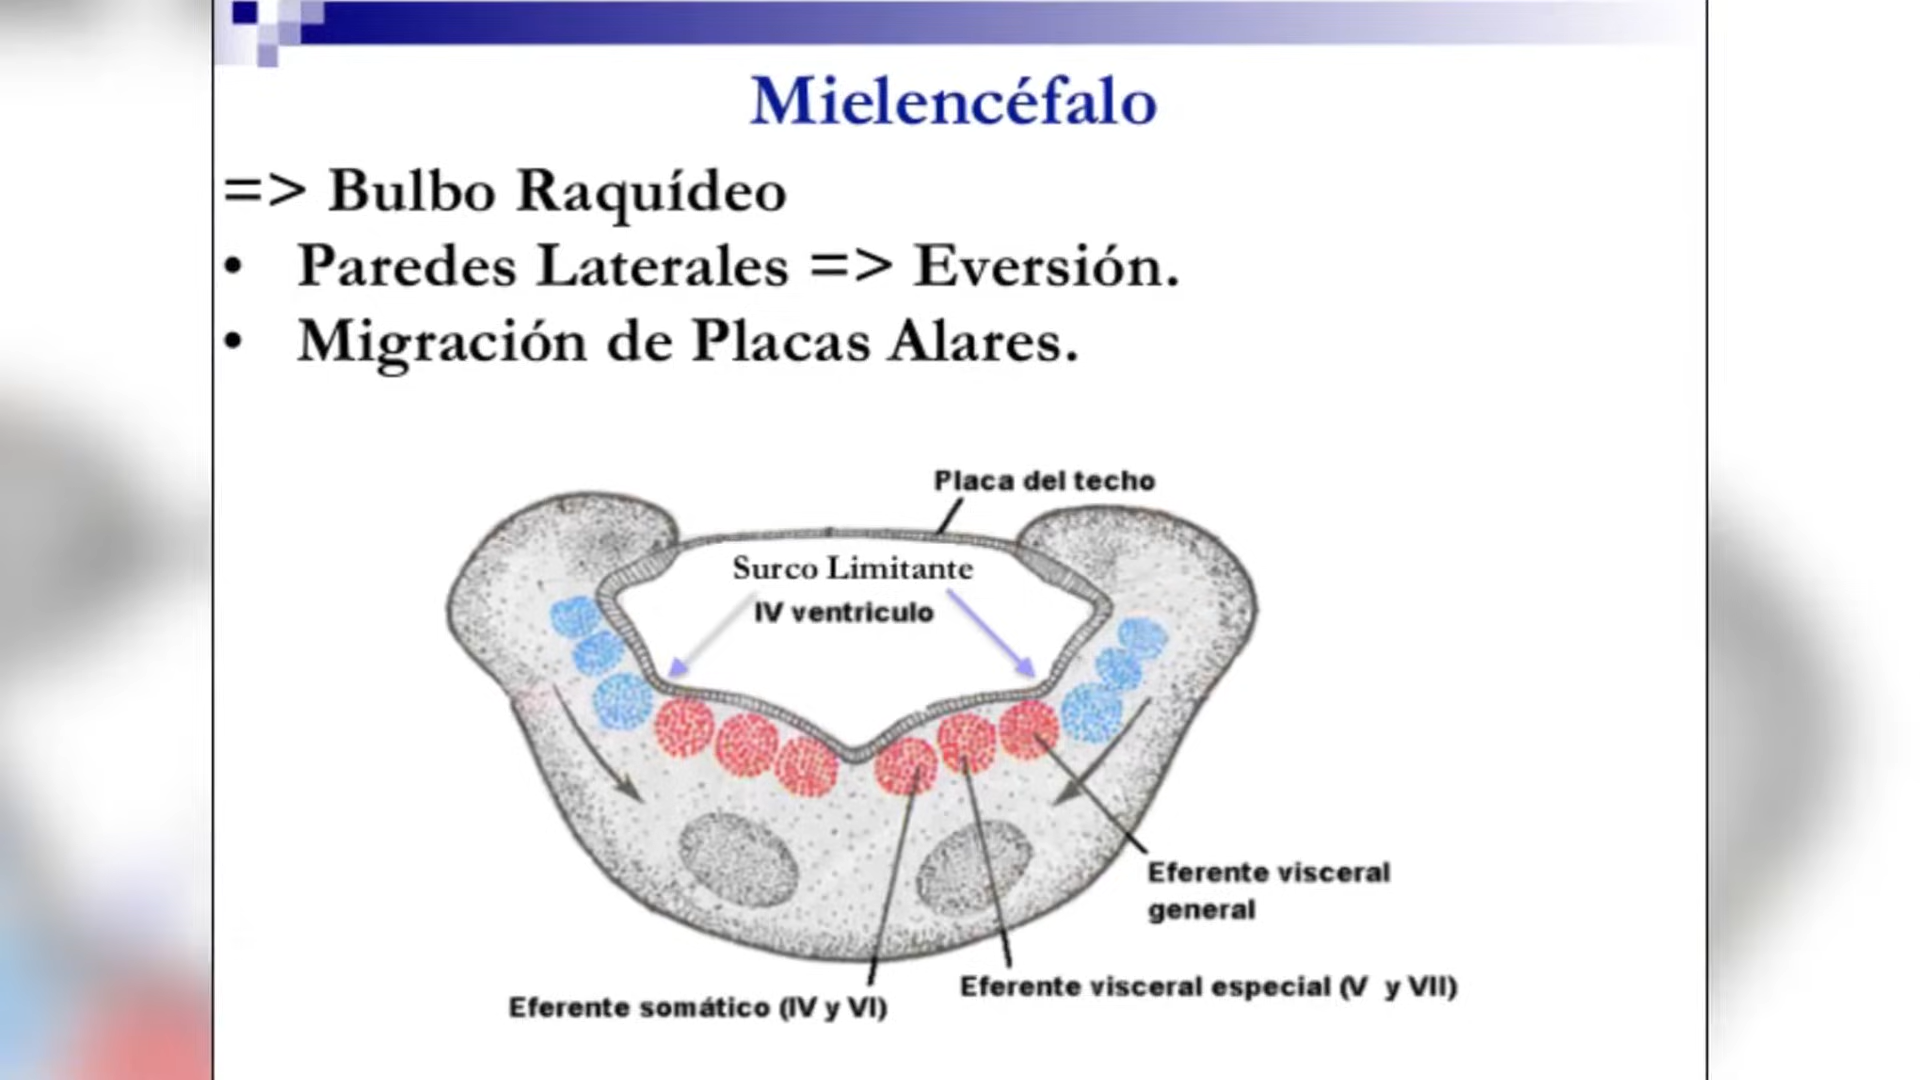 Mielencéfalo
=> Bulbo Raquídeo
• Paredes Laterales => Eversión.
• Migración de Placas Alares.
Placa del techo
Surco Limitante
IV ventriculo
Eferente visceral
general
Eferente visceral especial (V y VII)
Eferente somático (IV y VI)